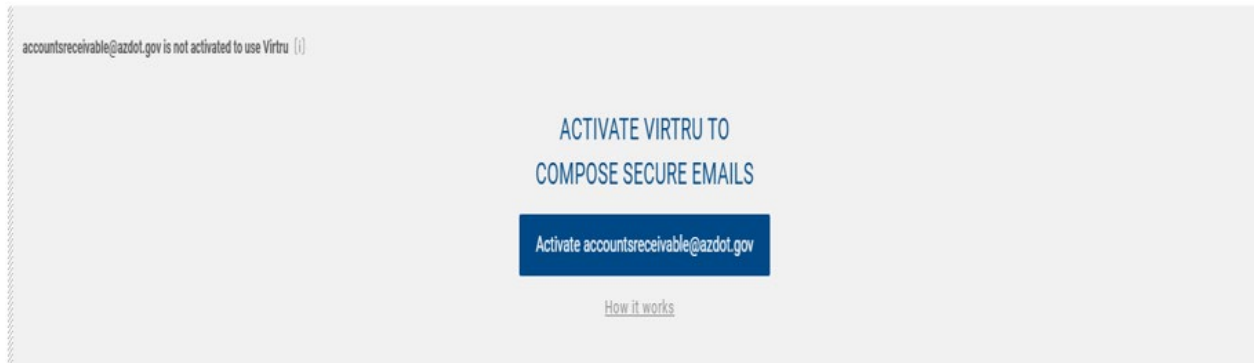 accountsreceivable@azdot.gov is not activated to use Virtru [i]
ACTIVATE VIRTRU TO
COMPOSE SECURE EMAILS
Activate accountsreceivable@azdot.gov
How it works